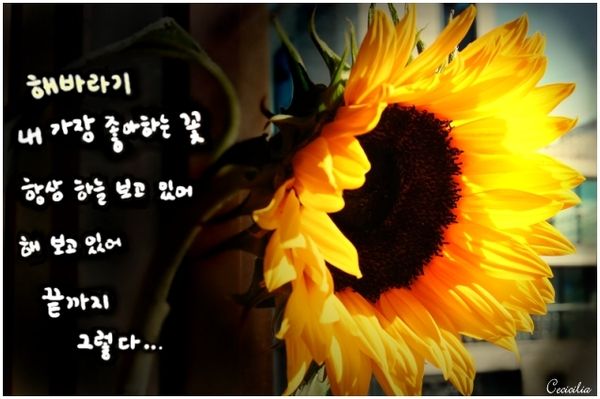 해바라기
내 가장 좋아하는 꽃
항상 하늘 보고 있어
해 보고 있어
끝까지
그렇다...
Cecicilia